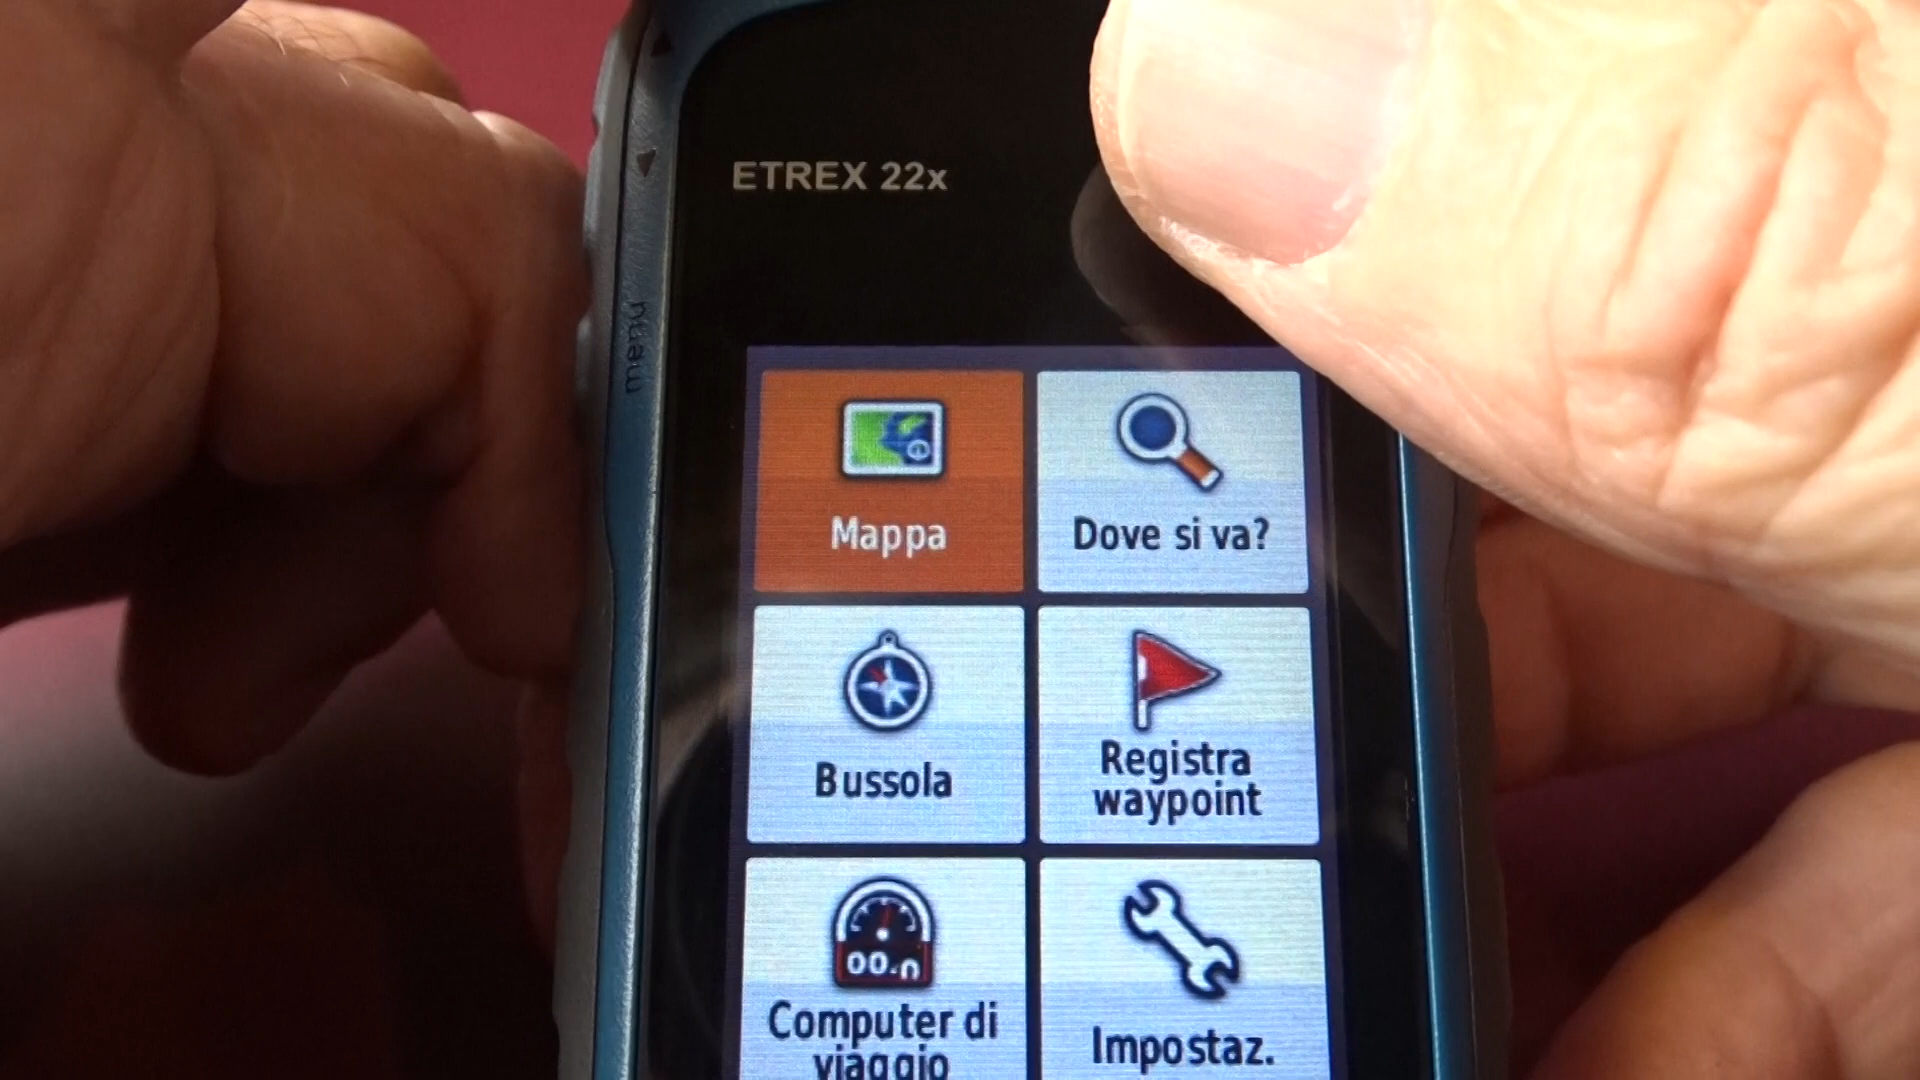 ETREX 22x
menu
Mappa
Dove si va?
Bussola
Registra
waypoint
00.0
Computer di
viaggio
Impostaz.